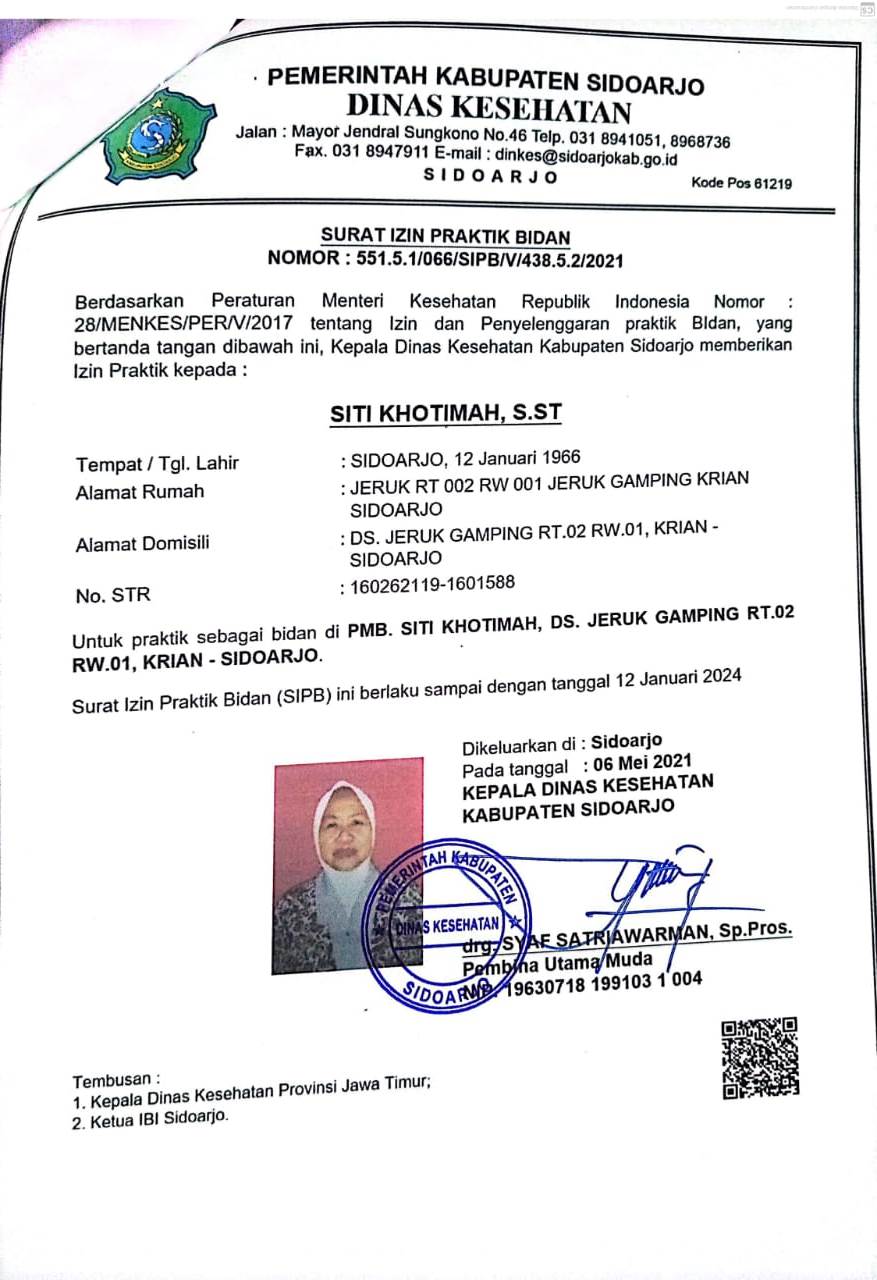 PEMERINTAH KABUPATEN SIDOARJO
DINAS KESEHATAN
Jalan : Mayor Jendral Sungkono No.46 Telp. 031 8941051, 8968736
Fax. 031 8947911 E-mail : dinkes@sidoarjokab.go.id
SIDOARJO
Kode Pos 61219
SURAT IZIN PRAKTIK BIDAN
NOMOR : 551.5.1/066/SIPB/V/438.5.2/2021
Berdasarkan Peraturan Menteri Kesehatan Republik Indonesia Nomor :
28/MENKES/PER/V/2017 tentang Izin dan Penyelenggaran praktik BIdan, yang
bertanda tangan dibawah ini, Kepala Dinas Kesehatan Kabupaten Sidoarjo memberikan
Izin Praktik kepada :
SITI KHOTIMAH, S.ST
Tempat / Tgl. Lahir : SIDOARJO, 12 Januari 1966
Alamat Rumah : JERUK RT 002 RW 001 JERUK GAMPING KRIAN
SIDOARJO
Alamat Domisili : DS. JERUK GAMPING RT.02 RW.01, KRIAN -
SIDOARJO
No. STR : 160262119-1601588
Untuk praktik sebagai bidan di PMB. SITI KHOTIMAH, DS. JERUK GAMPING RT.02
RW.01, KRIAN - SIDOARJO.
Surat Izin Praktik Bidan (SIPB) ini berlaku sampai dengan tanggal 12 Januari 2024
Dikeluarkan di : Sidoarjo
Pada tanggal : 06 Mei 2021
KEPALA DINAS KESEHATAN
KABUPATEN SIDOARJO
PEMERINTAH KABUPATEN
DINAS KESEHATAN
SIDOARJO
drg. SYAF SATRIAWARMAN, Sp.Pros.
Pembina Utama Muda
NIP. 19630718 199103 1 004
Tembusan :
1. Kepala Dinas Kesehatan Provinsi Jawa Timur;
2. Ketua IBI Sidoarjo.